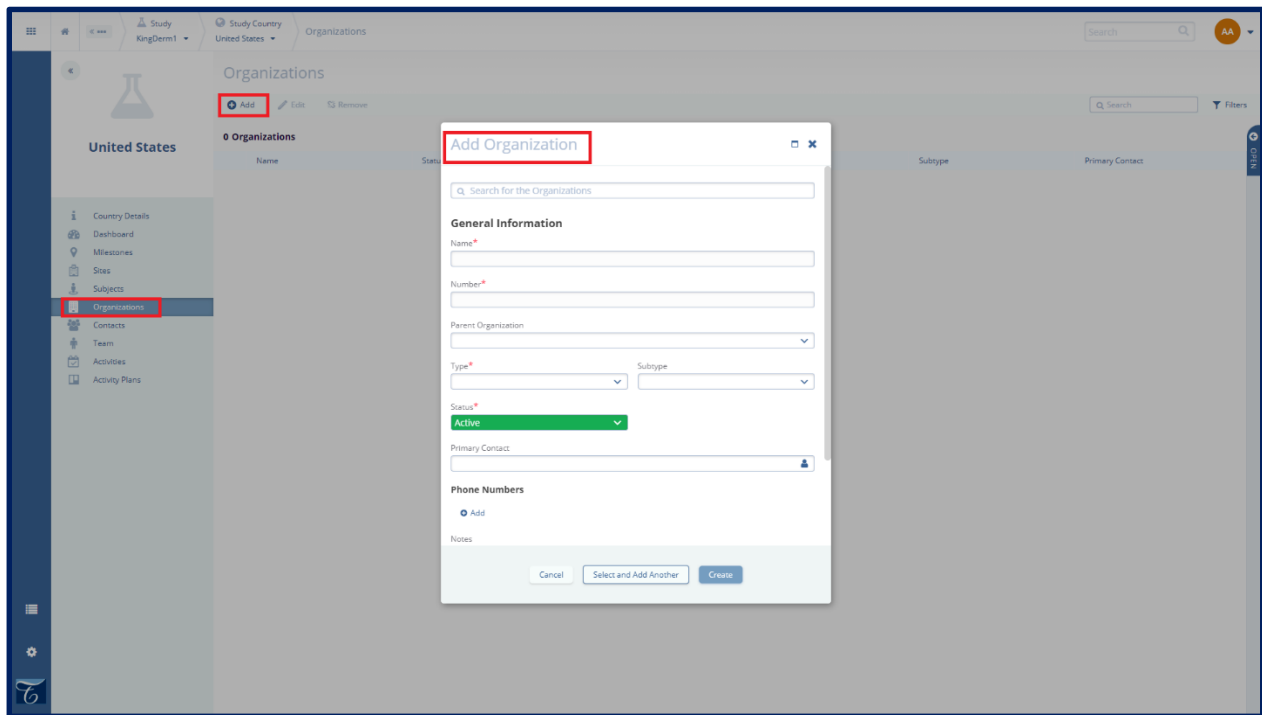 Study
Study Country
KingDerm1
United States
Organizations
Search
AA
Organizations
Add
Edit
Remove
Search
Filters
United States
0 Organizations
Name
Statu
Subtype
Primary Contact
OPEN
Country Details
Dashboard
Milestones
Sites
Subjects
Organizations
Contacts
Team
Activities
Activity Plans
Add Organization
Search for the Organizations
General Information
Name*
Number*
Parent Organization
Type*
Subtype
Status*
Active
Primary Contact
Phone Numbers
Add
Notes
Cancel
Select and Add Another
Create